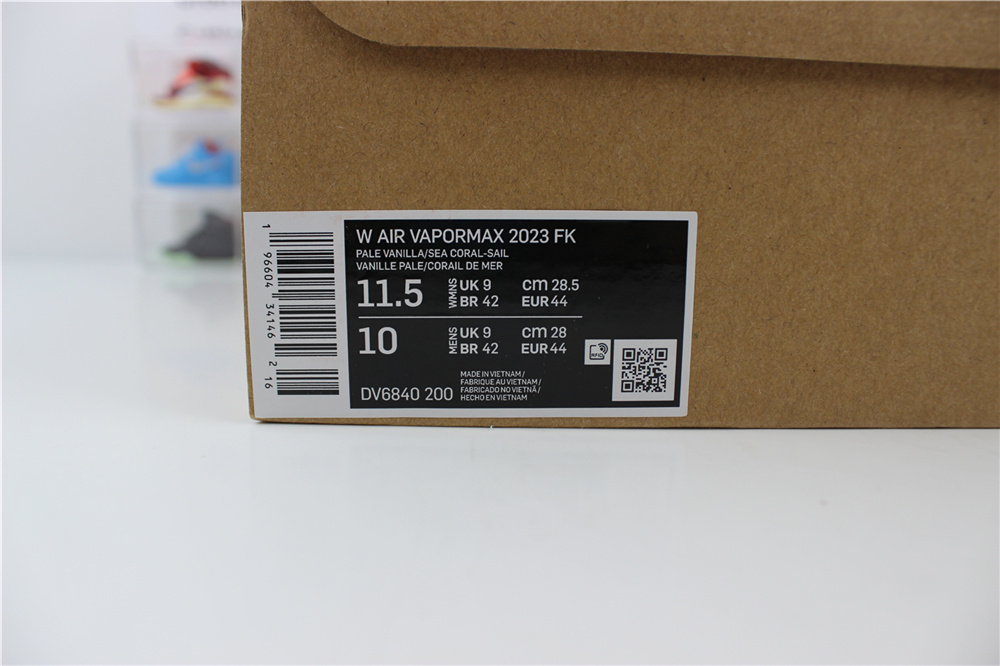 W AIR VAPORMAX 2023 FK
PALE VANILLA/SEA CORAL-SAIL
VANILLE PALE/CORAIL DE MER
11.5 WMNS UK 9 cm 28.5
BR 42 EUR 44
10 MENS UK 9 cm 28
BR 42 EUR 44
DV6840 200
MADE IN VIETNAM /
FABRIQUE AU VIETNAM /
FABRICADO NO VIETNÃ /
HECHO EN VIETNAM
RFID
1 96604 34146 2 16